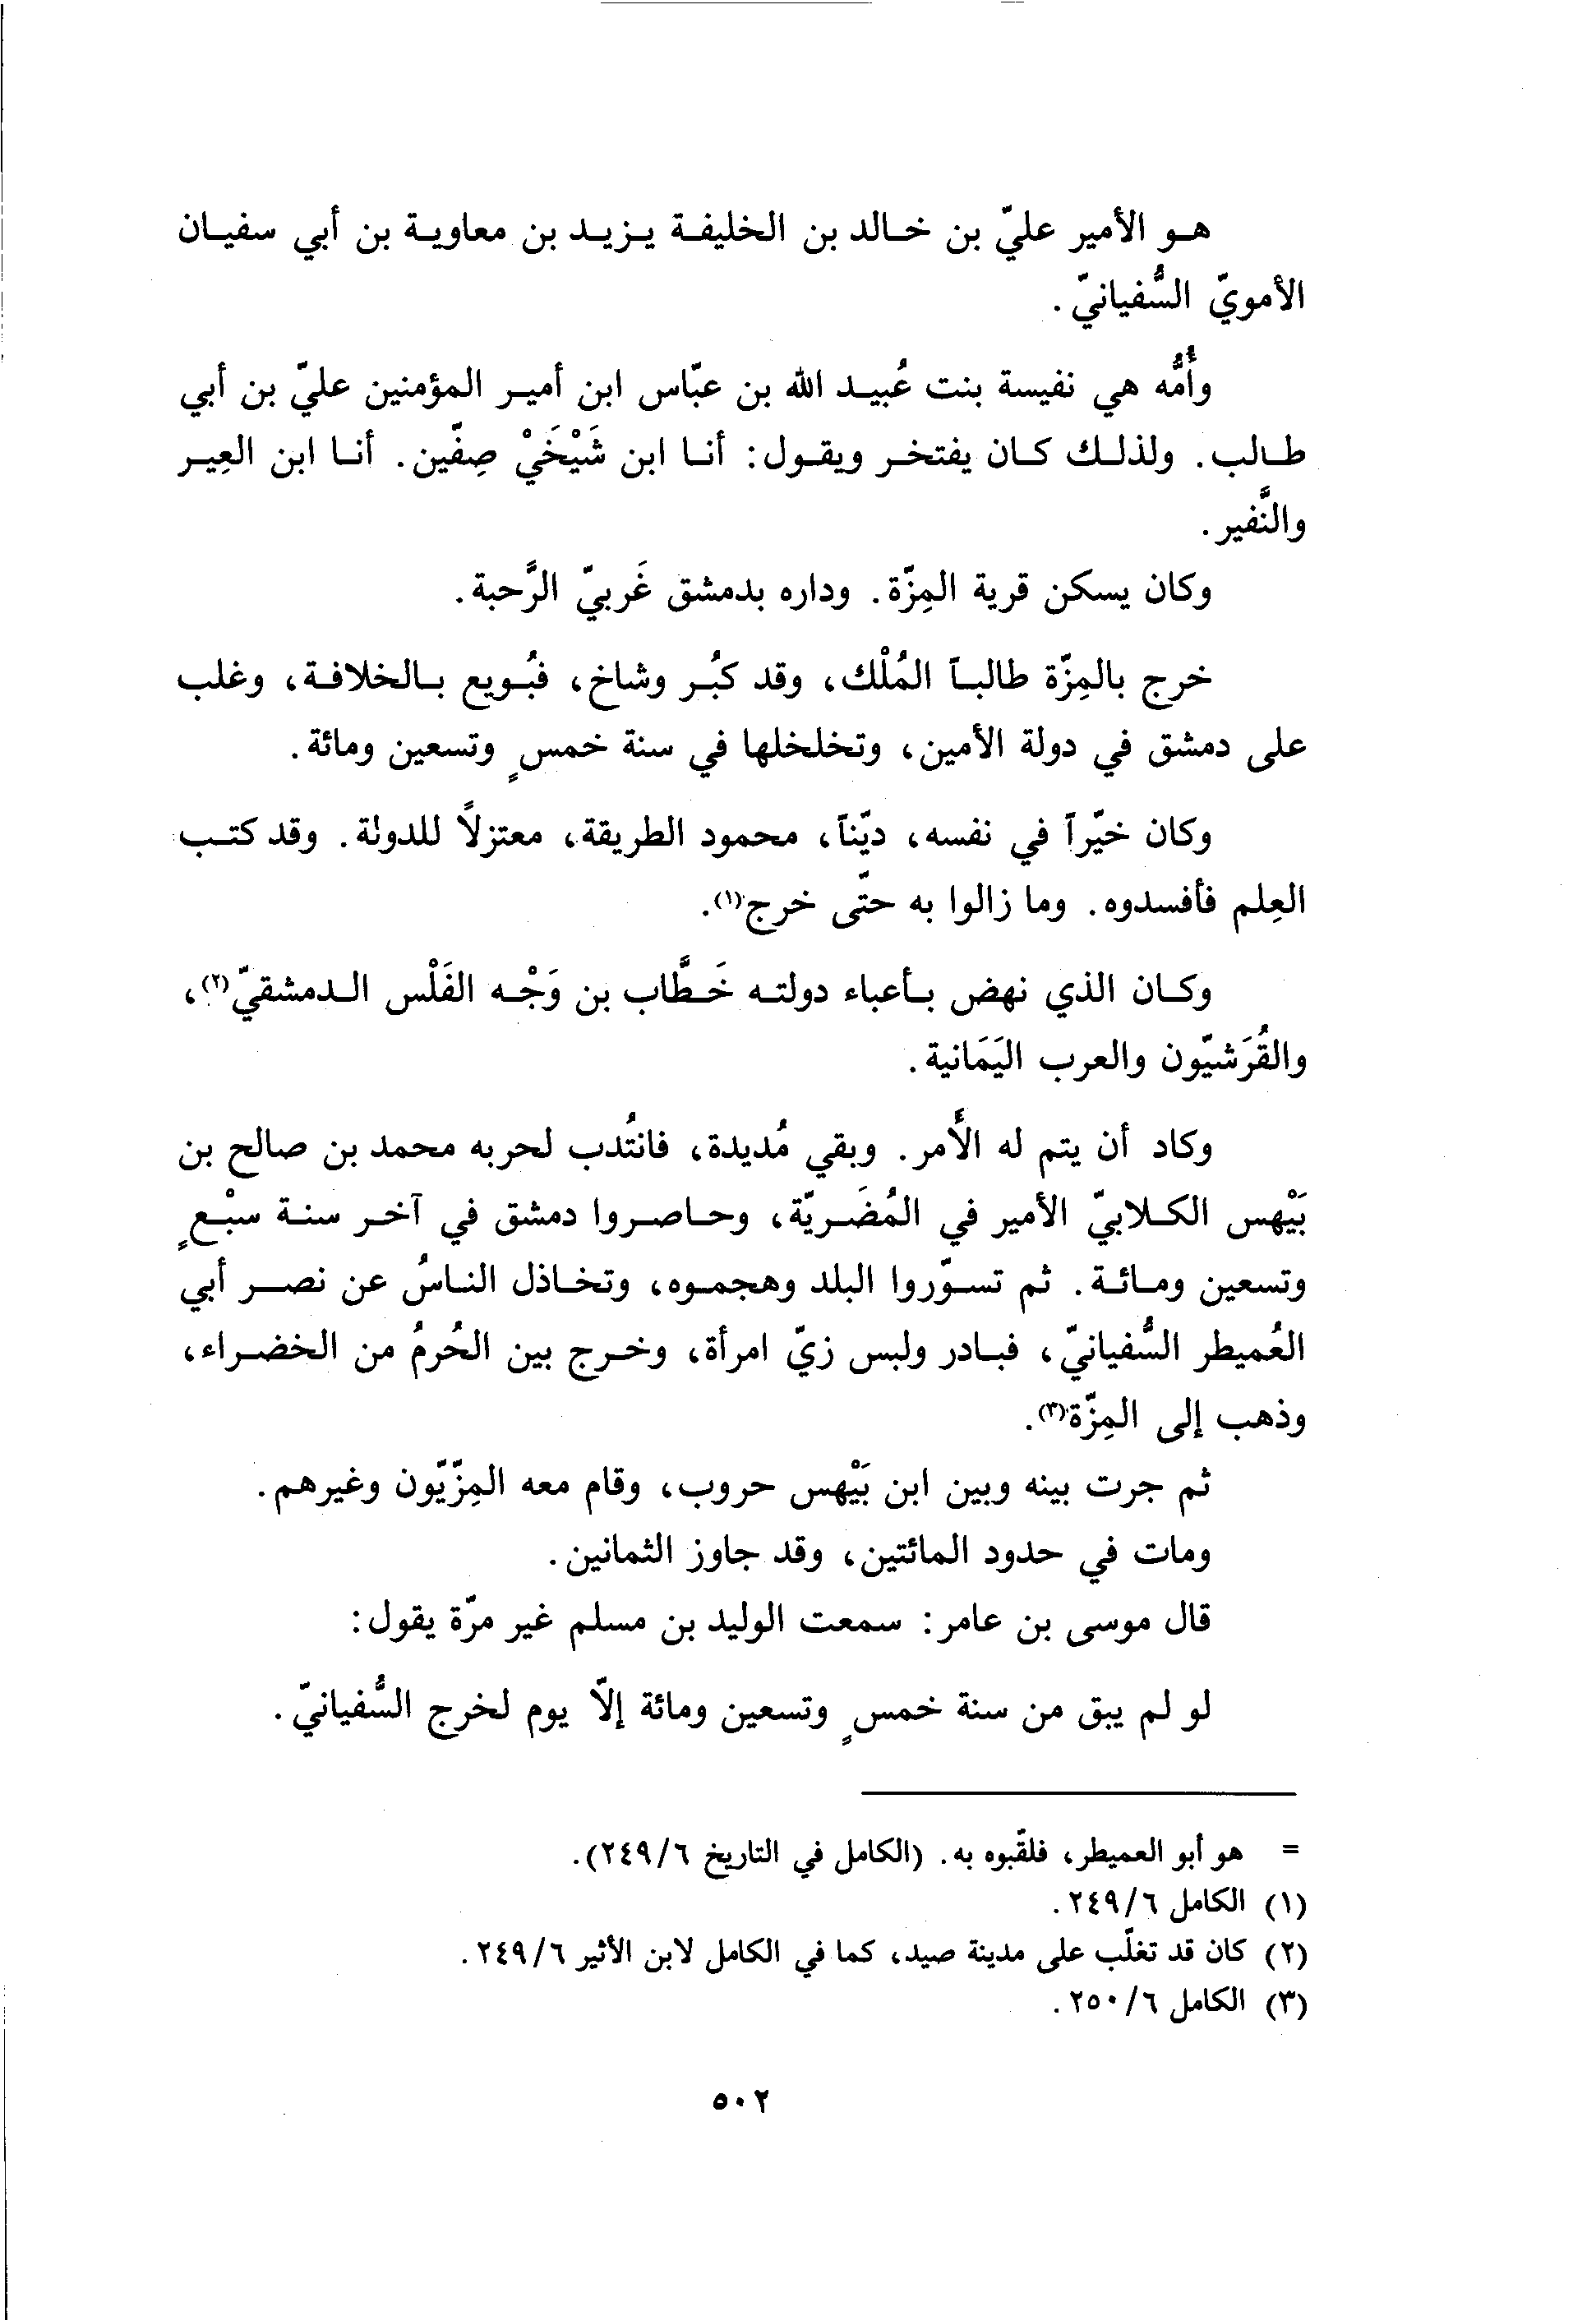 هو الأمير عليّ بن خالد بن الخليفة يزيد بن معاوية بن أبي سفيان
الأمويّ السُّفيانيّ.
وأُمُّه هي نفيسة بنت عُبيد الله بن عبّاس ابن أمير المؤمنين عليّ بن أبي
طالب. ولذلك كان يفتخر ويقول: أنا ابن شَيْخَيْ صِفّين. أنا ابن العِير
والنَّفير.
وكان يسكن قرية المِزّة. وداره بدمشق غَربيّ الرَّحبة.
خرج بالمِزّة طالباً المُلْك، وقد كبُر وشاخ، فبُويع بالخلافة، وغلب
على دمشق في دولة الأمين، وتخلخلها في سنة خمسٍ وتسعين ومائة.
وكان خيّراً في نفسه، ديّناً، محمود الطريقة، معتزلاً للدولة. وقد كتب
العِلم فأفسدوه. وما زالوا به حتّى خرج(١).
وكان الذي نهض بأعباء دولته خَطَّاب بن وَجْه الفَلْس الدمشقيّ(٢)،
والقُرَشيّون والعرب اليَمَانية.
وكاد أن يتم له الأمر. وبقي مُديدة، فانتُدب لحربه محمد بن صالح بن
بَيْهس الكلابيّ الأمير في المُضَريّة، وحاصروا دمشق في آخر سنة سبْعٍ
وتسعين ومائة. ثم تسوّروا البلد وهجموه، وتخاذل الناسُ عن نصر أبي
العُميطر السُّفيانيّ، فبادر ولبس زيّ امرأة، وخرج بين الحُرمُ من الخضراء،
وذهب إلى المِزّة(٣).
ثم جرت بينه وبين ابن بَيْهس حروب، وقام معه المِزّيّون وغيرهم.
ومات في حدود المائتين، وقد جاوز الثمانين.
قال موسى بن عامر: سمعت الوليد بن مسلم غير مرّة يقول:
لو لم يبق من سنة خمسٍ وتسعين ومائة إلاّ يوم لخرج السُّفيانيّ.
= هو أبو العميطر، فلقّبوه به. (الكامل في التاريخ ٦/٢٤٩).
(١) الكامل ٦/٢٤٩.
(٢) كان قد تغلّب على مدينة صيد، كما في الكامل لابن الأثير ٦/٢٤٩.
(٣) الكامل ٦/٢٥٠.
٥٠٢